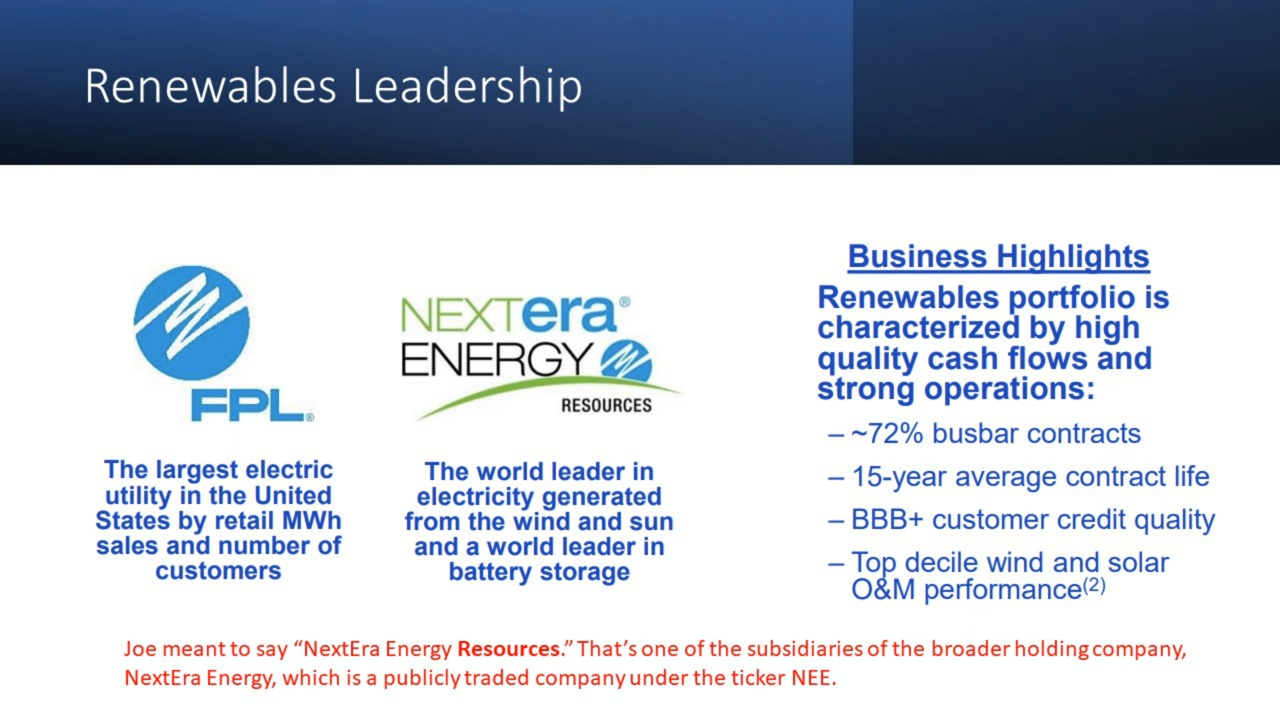 Renewables Leadership
FPL®
The largest electric
utility in the United
States by retail MWh
sales and number of
customers
NEXTera®
ENERGY
RESOURCES
The world leader in
electricity generated
from the wind and sun
and a world leader in
battery storage
Business Highlights
Renewables portfolio is
characterized by high
quality cash flows and
strong operations:
– ~72% busbar contracts
– 15-year average contract life
– BBB+ customer credit quality
– Top decile wind and solar
O&M performance(2)
Joe meant to say “NextEra Energy Resources.” That’s one of the subsidiaries of the broader holding company,
NextEra Energy, which is a publicly traded company under the ticker NEE.